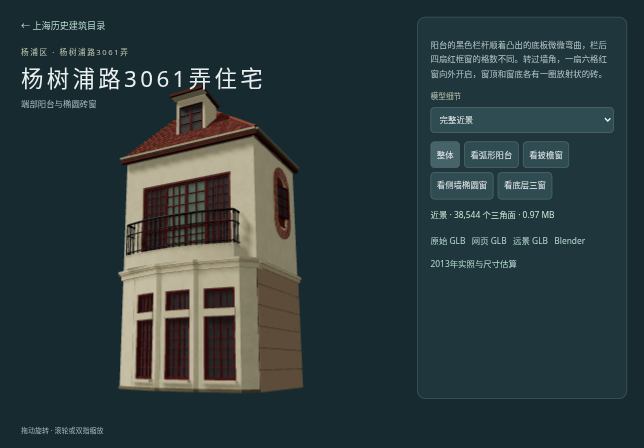 ← 上海历史建筑目录
杨浦区 · 杨树浦路3061弄
杨树浦路3061弄住宅
端部阳台与椭圆砖窗
阳台的黑色栏杆顺着凸出的底板微微弯曲，栏后
四扇红框窗的格数不同。转过墙角，一扇六格红
窗向外开启，窗顶和窗底各有一圈放射状的砖。
模型细节
完整近景
整体 看弧形阳台 看披檐窗
看侧墙椭圆窗 看底层三窗
近景 · 38,544 个三角面 · 0.97 MB
原始 GLB 网页 GLB 远景 GLB Blender
2013年实照与尺寸估算
拖动旋转 · 滚轮或双指缩放